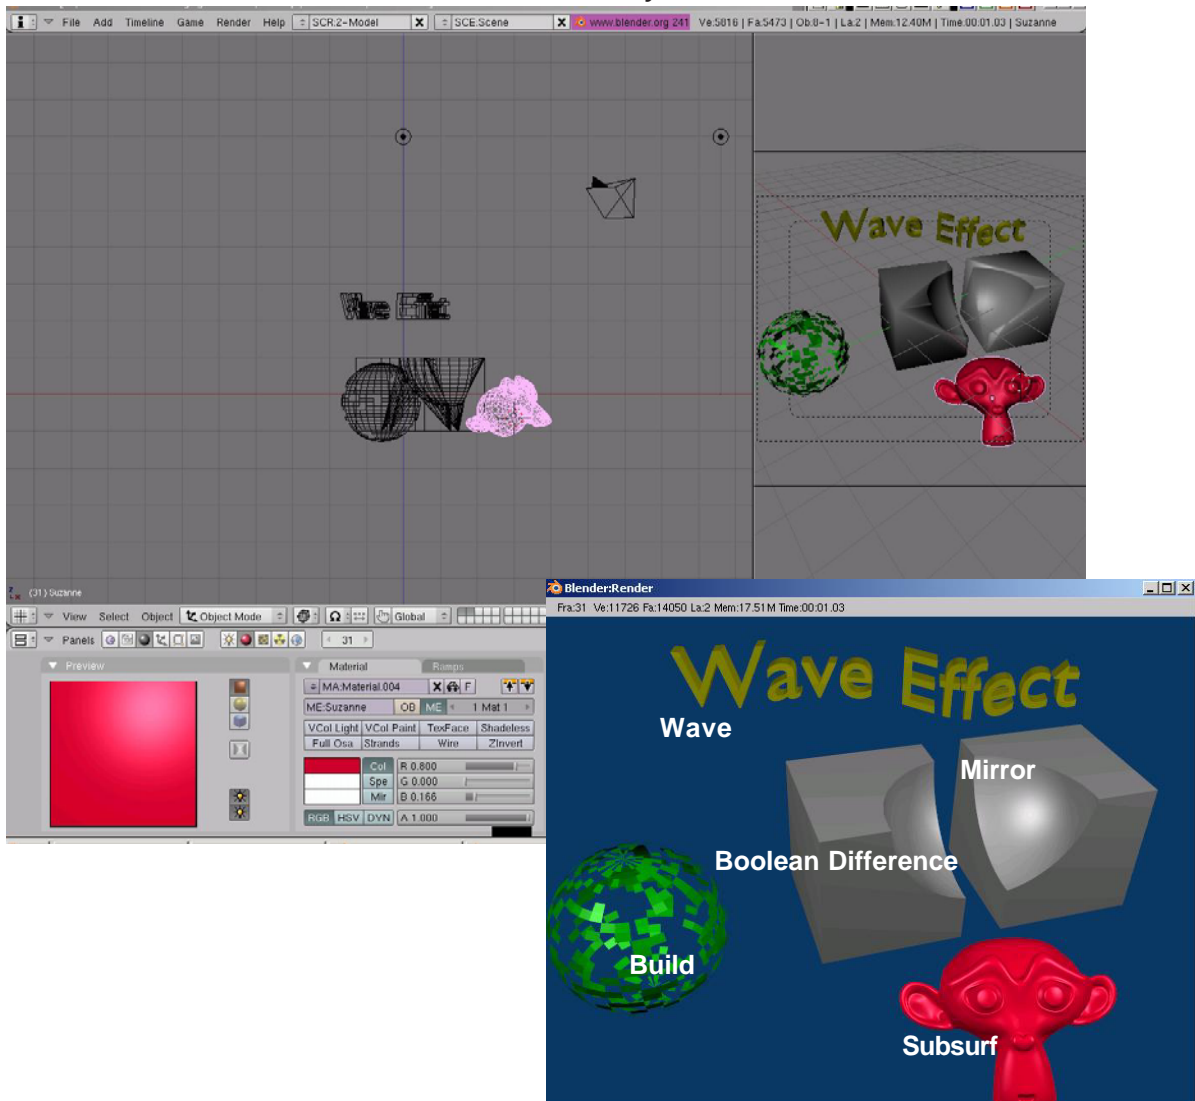 File Add Timeline Game Render Help SCR:2-Model X SCE:Scene X www.blender.org 241 Ve:5816 | Fa:5473 | Ob:8-1 | La:2 | Mem:12.40M | Time:00:01.03 | Suzanne
Wave Effect
(31) Suzanne
View Select Object Object Mode Global
Panels 31
Preview
Material Ramps
MA:Material.004 X F
ME:Suzanne OB ME 1 Mat 1
VCol Light VCol Paint TexFace Shadeless
Full Osa Strands Wire ZInvert
Col R 0.800
Spe G 0.000
Mir B 0.166
RGB HSV DYN A 1.000
Blender:Render
Fra:31 Ve:11726 Fa:14050 La:2 Mem:17.51M Time:00:01.03
Wave Effect
Wave
Mirror
Boolean Difference
Build
Subsurf